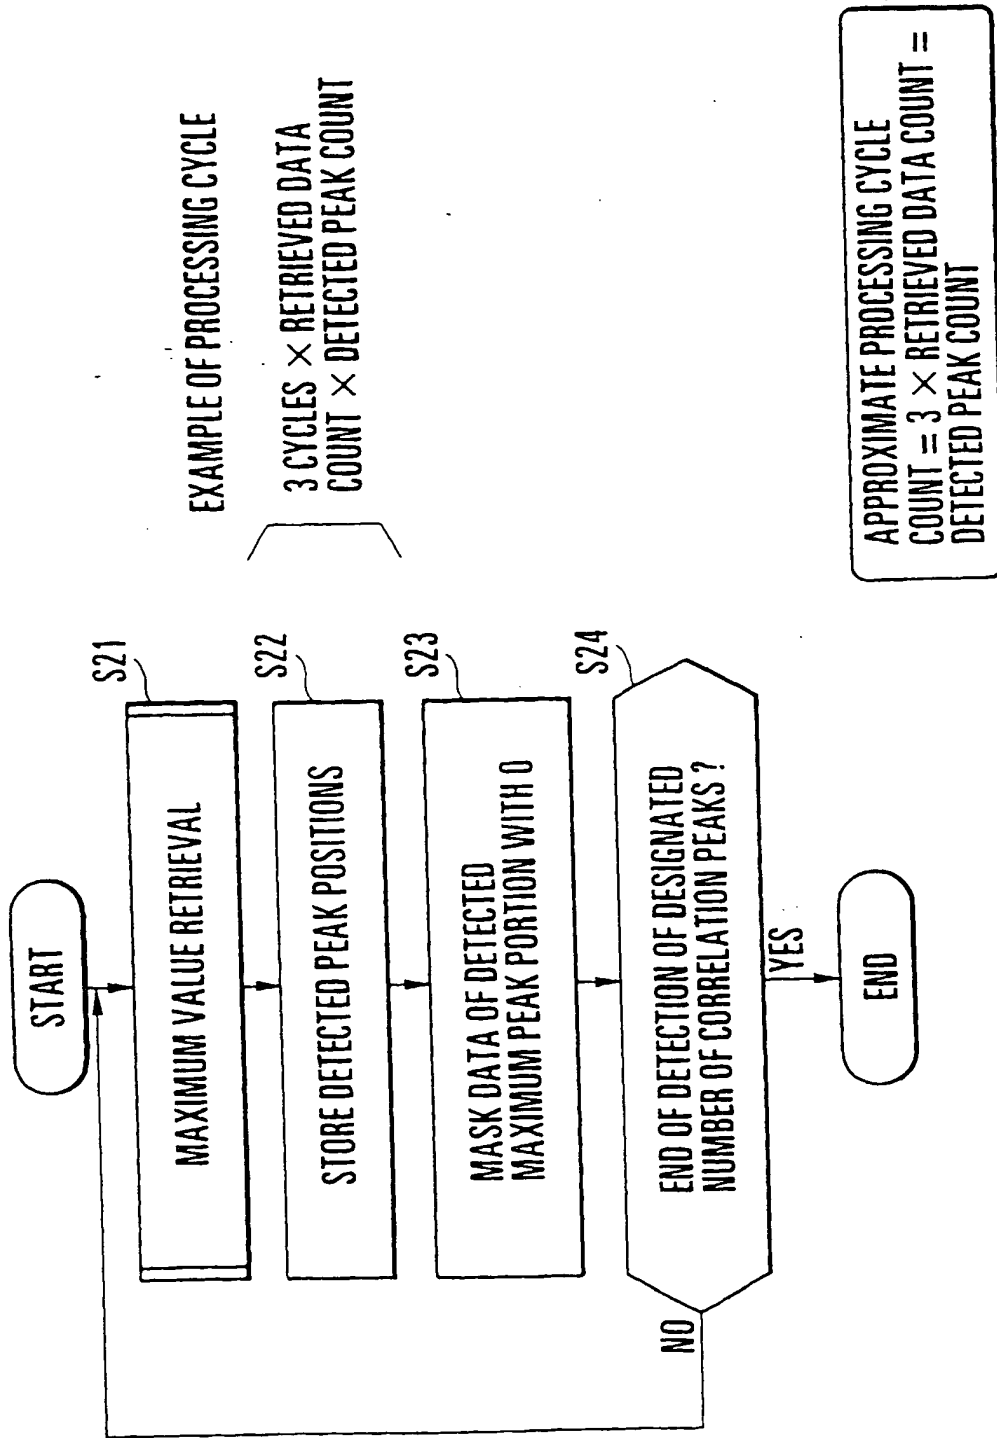 START
S21
MAXIMUM VALUE RETRIEVAL
S22
STORE DETECTED PEAK POSITIONS
S23
MASK DATA OF DETECTED
MAXIMUM PEAK PORTION WITH 0
S24
END OF DETECTION OF DESIGNATED
NUMBER OF CORRELATION PEAKS ?
NO
YES
END
EXAMPLE OF PROCESSING CYCLE
3 CYCLES × RETRIEVED DATA
COUNT × DETECTED PEAK COUNT
APPROXIMATE PROCESSING CYCLE
COUNT = 3 × RETRIEVED DATA COUNT =
DETECTED PEAK COUNT